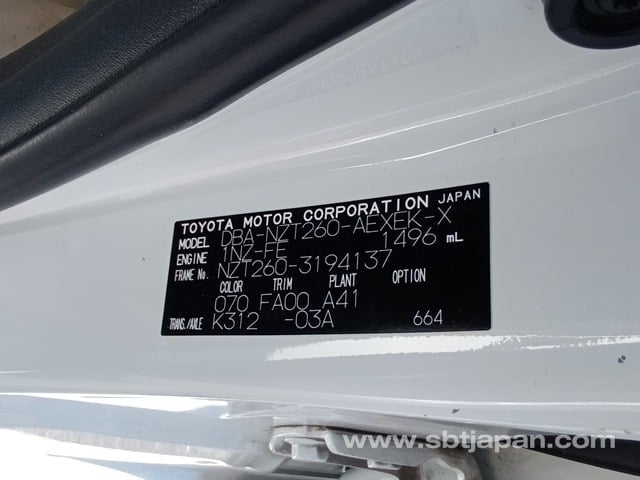 TOYOTA MOTOR CORPORATION JAPAN
MODEL DBA-NZT260-AEXEK-X
ENGINE 1NZ-FE 1496 mL
FRAME No. NZT260-3194137
COLOR TRIM PLANT OPTION
070 FA00 A41
TRANS./AXLE K312 -03A 664
www.sbtjapan.com